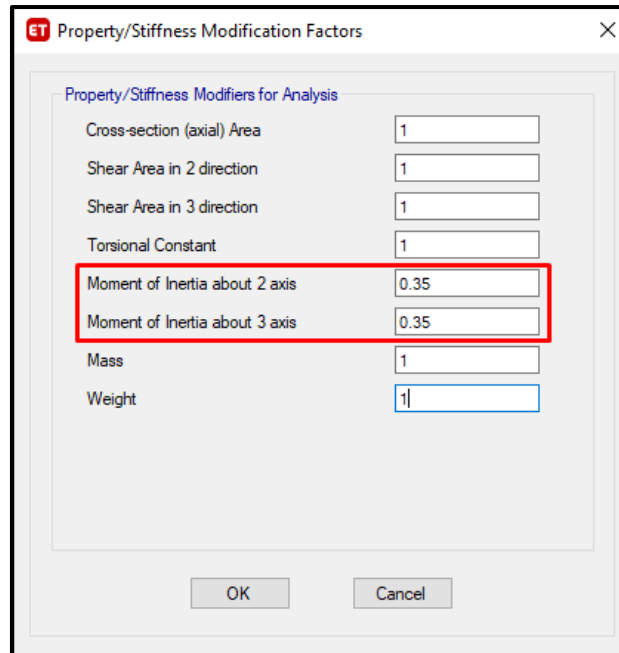 ET Property/Stiffness Modification Factors
Property/Stiffness Modifiers for Analysis
Cross-section (axial) Area 1
Shear Area in 2 direction 1
Shear Area in 3 direction 1
Torsional Constant 1
Moment of Inertia about 2 axis 0.35
Moment of Inertia about 3 axis 0.35
Mass 1
Weight 1
OK Cancel